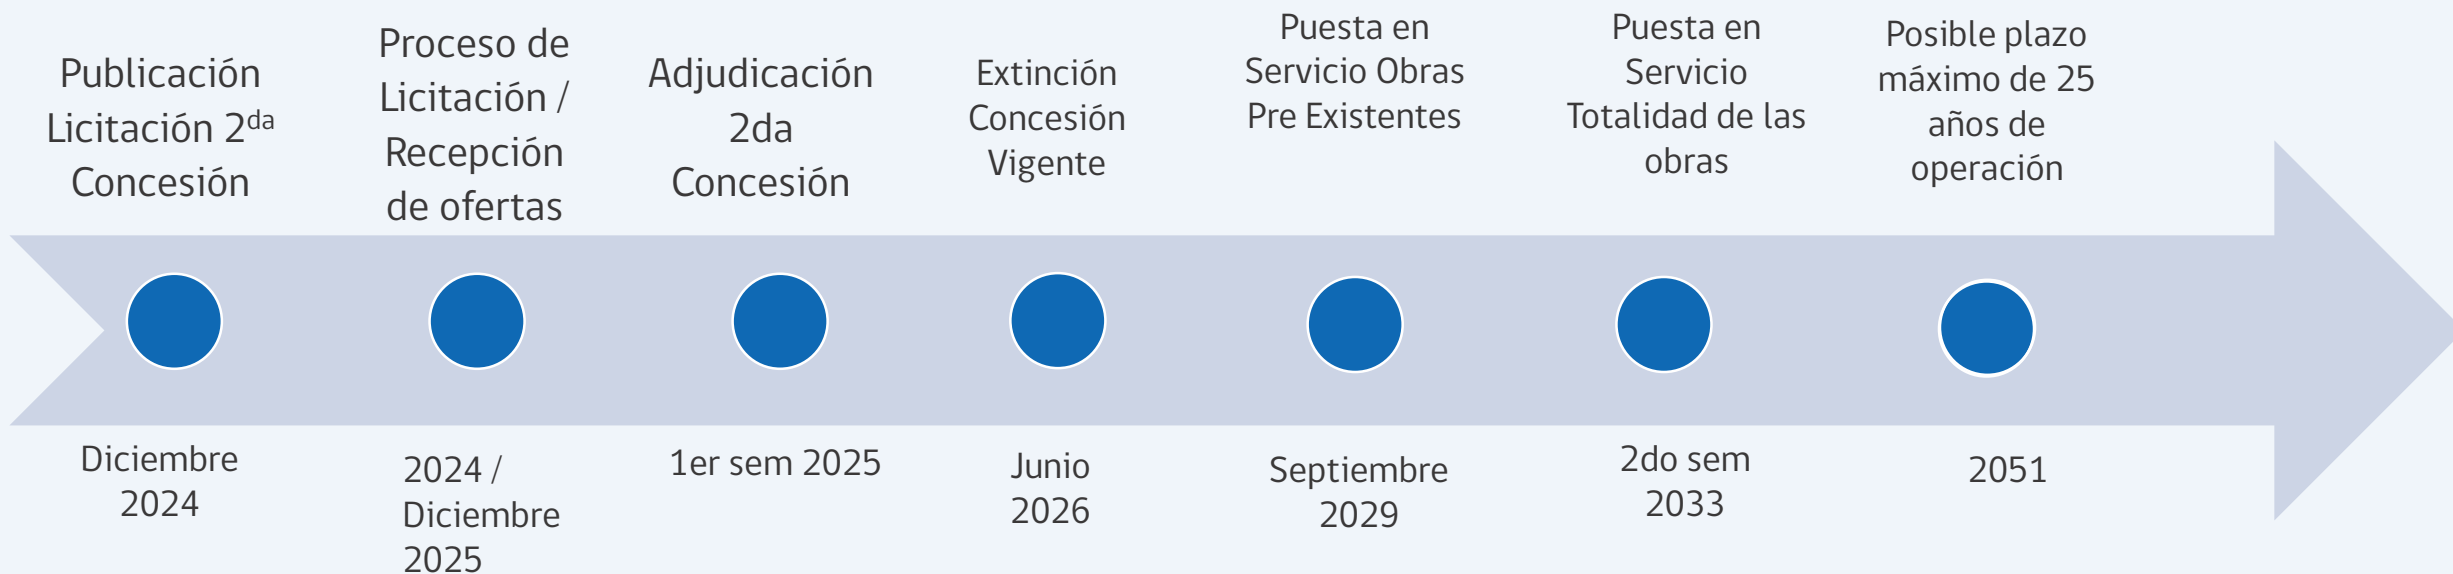 Publicación
Licitación 2da
Concesión
Proceso de
Licitación /
Recepción
de ofertas
Adjudicación
2da
Concesión
Extinción
Concesión
Vigente
Puesta en
Servicio Obras
Pre Existentes
Puesta en
Servicio
Totalidad de las
obras
Posible plazo
máximo de 25
años de
operación
Diciembre
2024
2024 /
Diciembre
2025
1er sem 2025
Junio
2026
Septiembre
2029
2do sem
2033
2051